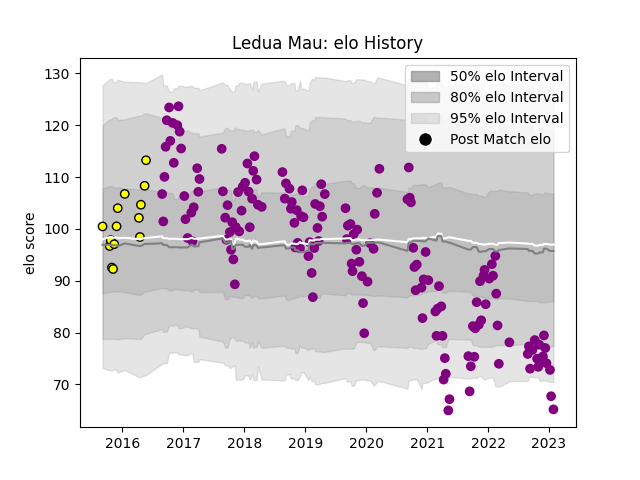 Ledua Mau: elo History
50% elo Interval
80% elo Interval
95% elo Interval
Post Match elo
elo score
130
120
110
100
90
80
70
2016 2017 2018 2019 2020 2021 2022 2023